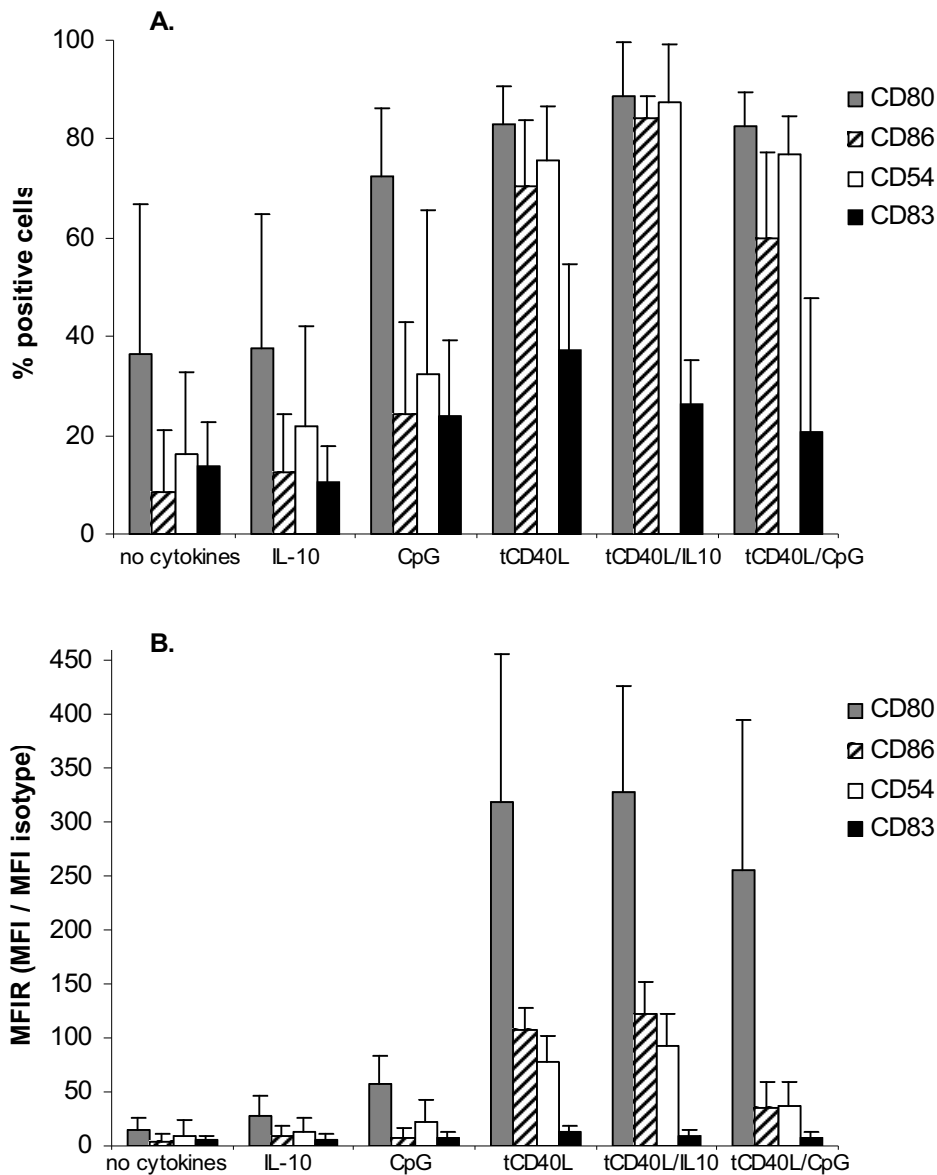 A.
100
80
60
40
20
0
% positive cells
no cytokines IL-10 CpG tCD40L tCD40L/IL10 tCD40L/CpG
CD80
CD86
CD54
CD83
B.
450
400
350
300
250
200
150
100
50
0
MFIR (MFI / MFI isotype)
no cytokines IL-10 CpG tCD40L tCD40L/IL10 tCD40L/CpG
CD80
CD86
CD54
CD83